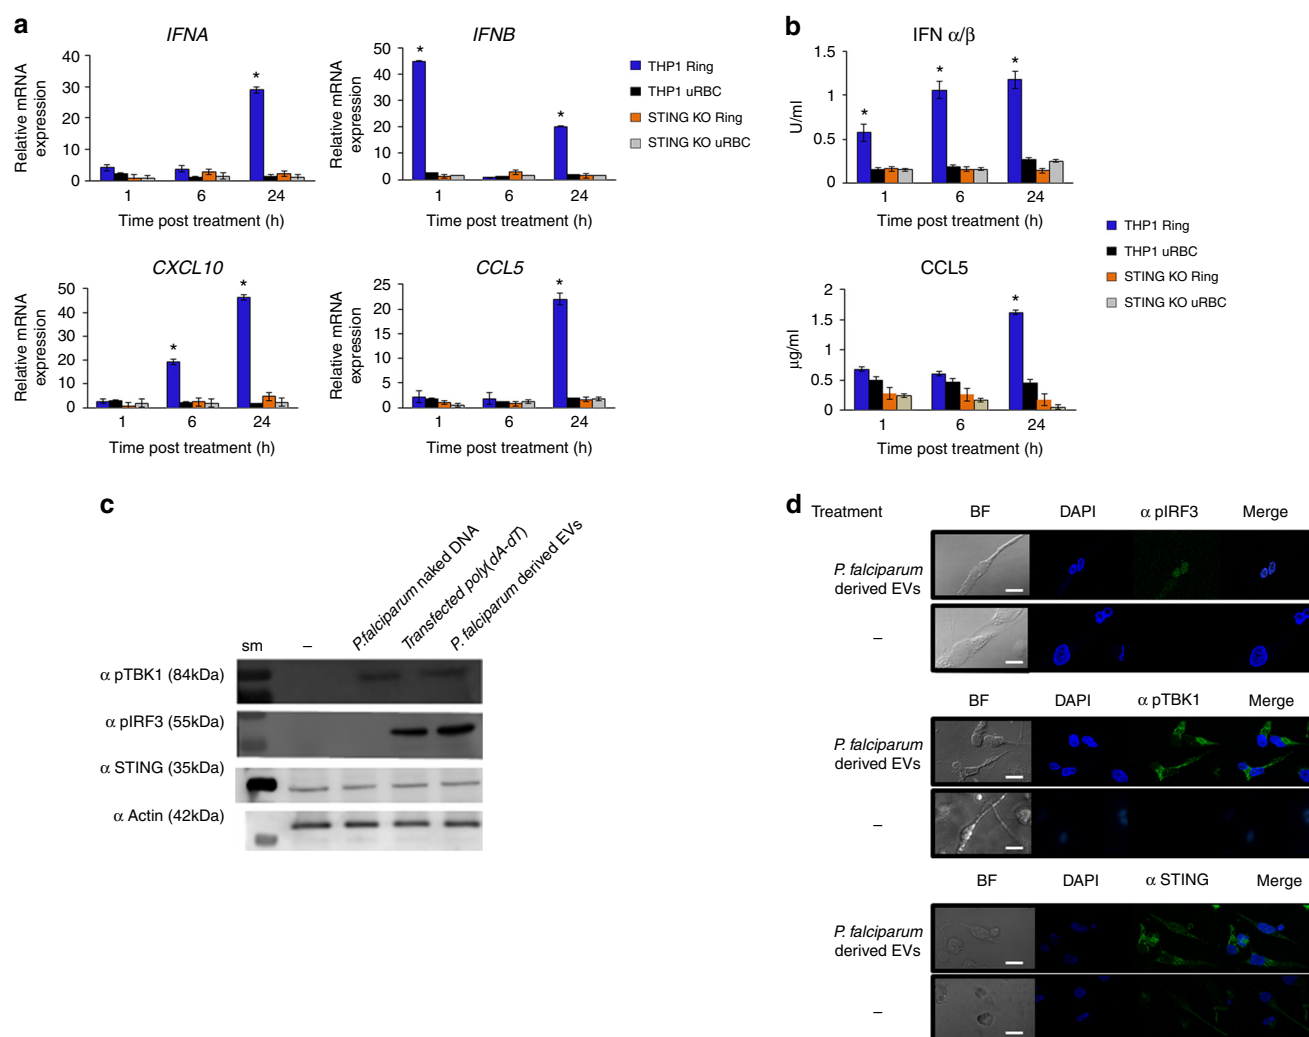 a
IFNA
Relative mRNA
expression
40
30
20
10
0
*
1 6 24
Time post treatment (h)
IFNB
Relative mRNA
expression
50
40
30
20
10
0
* *
1 6 24
Time post treatment (h)
THP1 Ring
THP1 uRBC
STING KO Ring
STING KO uRBC
CXCL10
Relative mRNA
expression
50
40
30
20
10
0
* *
1 6 24
Time post treatment (h)
CCL5
Relative mRNA
expression
25
20
15
10
5
0
*
1 6 24
Time post treatment (h)
b
IFN α/β
U/ml
1.5
1
0.5
0
* * *
1 6 24
Time post treatment (h)
THP1 Ring
THP1 uRBC
STING KO Ring
STING KO uRBC
CCL5
µg/ml
2
1.5
1
0.5
0
*
1 6 24
Time post treatment (h)
c
sm
–
P.falciparum naked DNA
Transfected poly(dA-dT)
P. falciparum derived EVs
α pTBK1 (84kDa)
α pIRF3 (55kDa)
α STING (35kDa)
α Actin (42kDa)
d
Treatment BF DAPI α pIRF3 Merge
P. falciparum
derived EVs
–
BF DAPI α pTBK1 Merge
P. falciparum
derived EVs
–
BF DAPI α STING Merge
P. falciparum
derived EVs
–